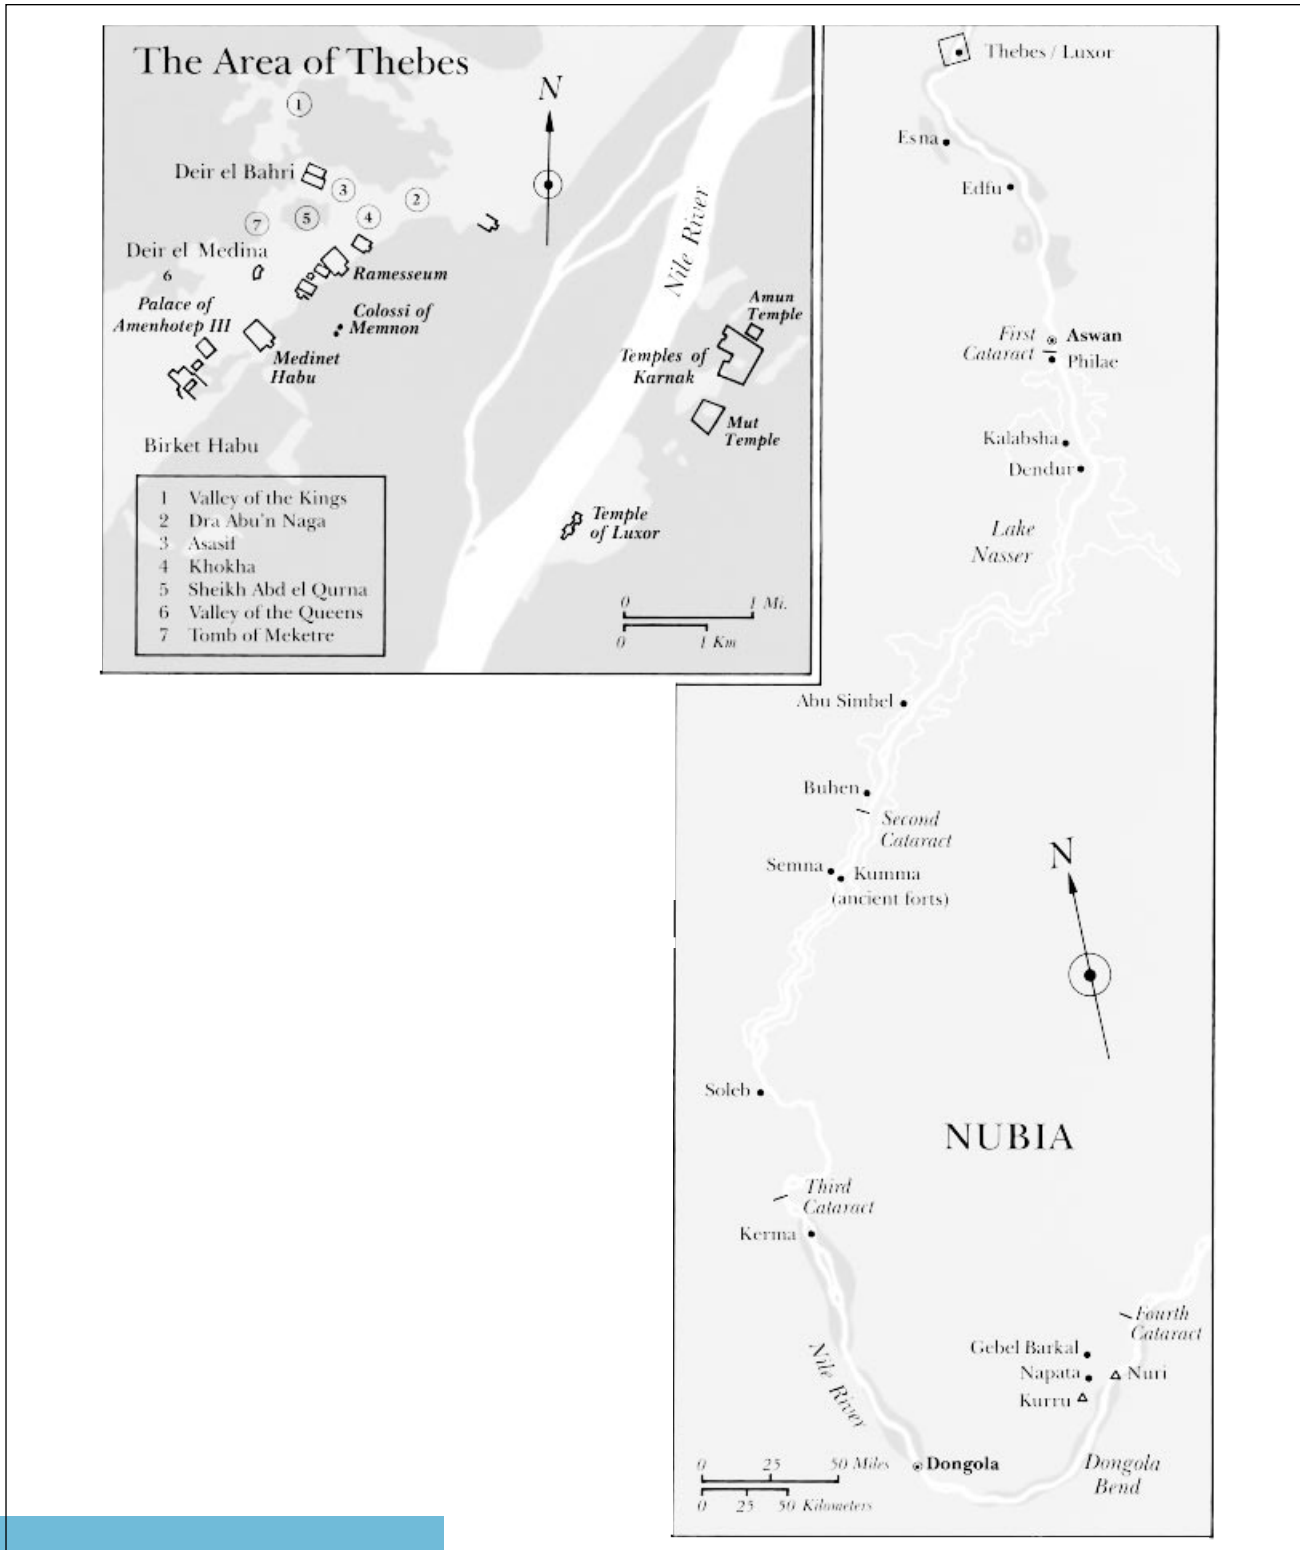 The Area of Thebes
N
1
Deir el Bahri
3
2
5
4
7
Deir el Medina
6
Ramesseum
Palace of
Amenhotep III
Colossi of
Memnon
Medinet
Habu
Birket Habu
Nile River
Amun
Temple
Temples of
Karnak
Mut
Temple
Temple
of Luxor
1 Valley of the Kings
2 Dra Abu'n Naga
3 Asasif
4 Khokha
5 Sheikh Abd el Qurna
6 Valley of the Queens
7 Tomb of Meketre
0 1 Mi.
0 1 Km
Thebes / Luxor
Esna
Edfu
First
Cataract
Aswan
Philae
Kalabsha
Dendur
Lake
Nasser
Abu Simbel
Buhen
Second
Cataract
Semna
Kumma
(ancient forts)
N
Soleb
NUBIA
Third
Cataract
Kerma
Fourth
Cataract
Gebel Barkal
Napata
Nuri
Kurru
Nile River
Dongola
Dongola
Bend
0 25 50 Miles
0 25 50 Kilometers